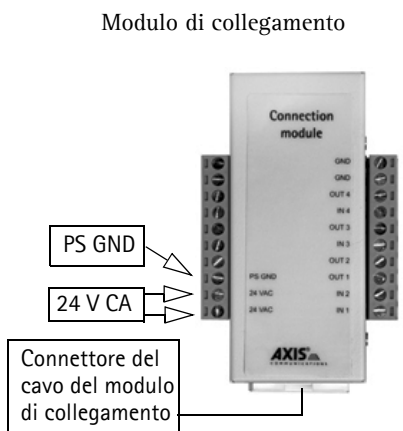 Modulo di collegamento
Connection
module
GND
GND
OUT 4
IN 4
OUT 3
IN 3
OUT 2
PS GND OUT 1
24 VAC IN 2
24 VAC IN 1
PS GND
24 V CA
AXIS
COMMUNICATIONS
Connettore del
cavo del modulo
di collegamento